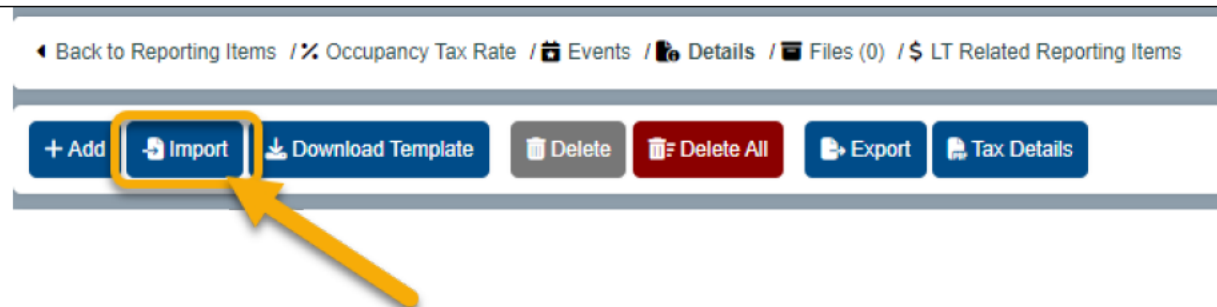 Back to Reporting Items / Occupancy Tax Rate / Events / Details / Files (0) /$ LT Related Reporting Items
+ Add Import Download Template Delete Delete All Export Tax Details